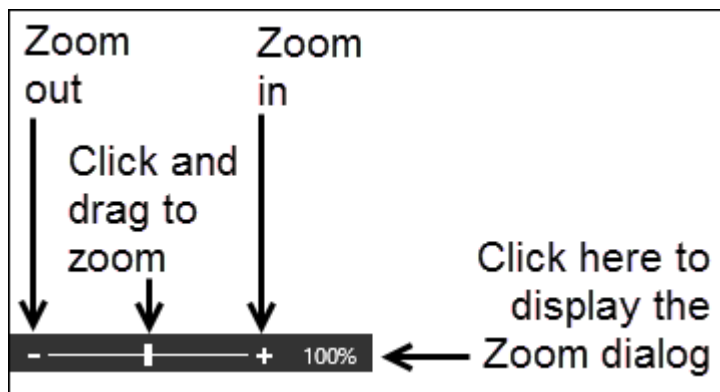 Zoom
out
Zoom
in
Click and
drag to
zoom
Click here to
display the
Zoom dialog
- + 100%